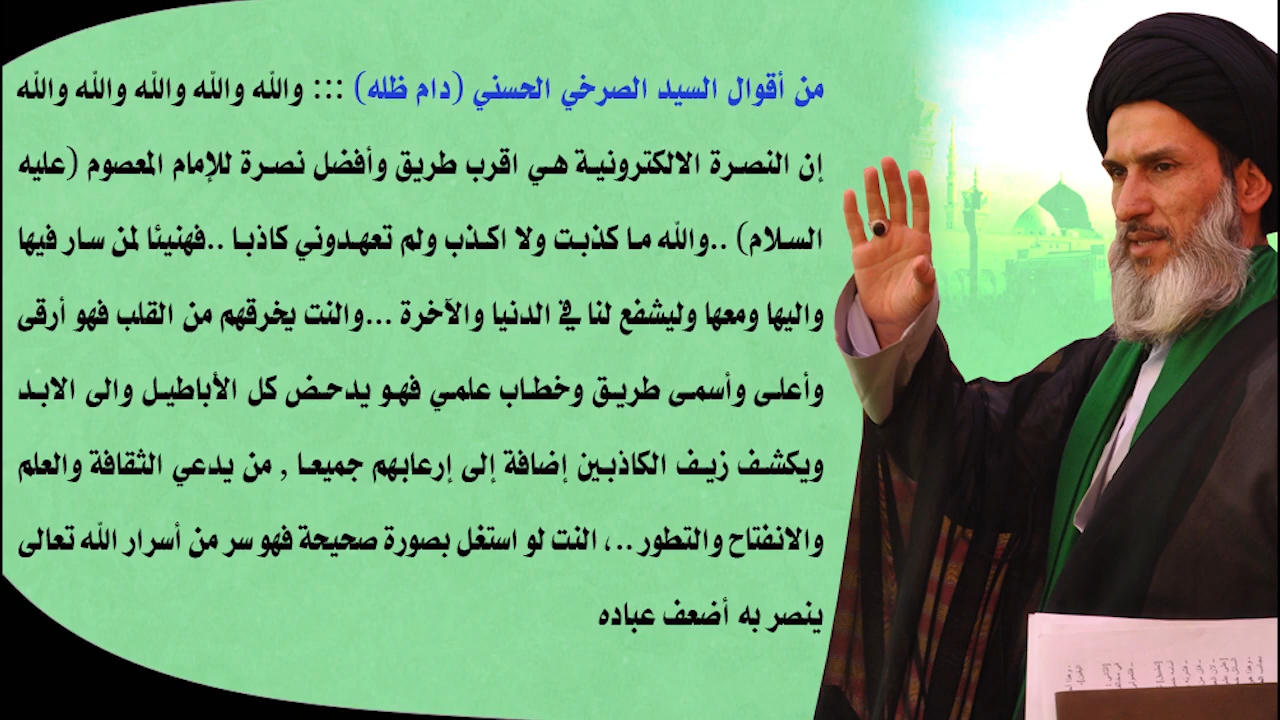 من أقوال السيد الصرخي الحسني (دام ظله) ::: والله والله والله والله والله
إن النصرة الالكترونية هي اقرب طريق وأفضل نصرة للإمام المعصوم (عليه
السلام) ..والله ما كذبت ولا اكذب ولم تعهدوني كاذبا ..فهنيئا لمن سار فيها
واليها ومعها وليشفع لنا في الدنيا والآخرة ...والنت يخرقهم من القلب فهو أرقى
وأعلى وأسمى طريق وخطاب علمي فهو يدحض كل الأباطيل والى الابد
ويكشف زيف الكاذبين إضافة إلى إرعابهم جميعا , من يدعي الثقافة والعلم
والانفتاح والتطور ..، النت لو استغل بصورة صحيحة فهو سر من أسرار الله تعالى
ينصر به أضعف عباده